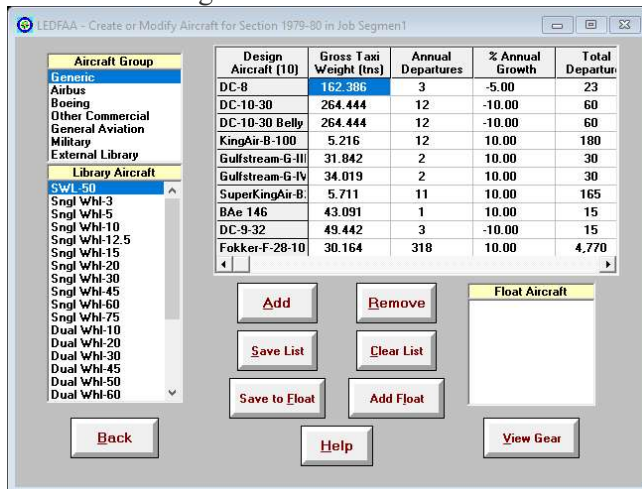 LEDFAA - Create or Modify Aircraft for Section 1979-80 in Job Segmen1
Aircraft Group
Generic
Airbus
Boeing
Other Commercial
General Aviation
Military
External Library
Library Aircraft
SWL-50
Sngl Whl-3
Sngl Whl-5
Sngl Whl-10
Sngl Whl-12.5
Sngl Whl-15
Sngl Whl-20
Sngl Whl-30
Sngl Whl-45
Sngl Whl-60
Sngl Whl-75
Dual Whl-10
Dual Whl-20
Dual Whl-30
Dual Whl-45
Dual Whl-50
Dual Whl-60
Design Gross Taxi Annual % Annual Total
Aircraft (10) Weight (tns) Departures Growth Departur
DC-8 162.386 3 -5.00 23
DC-10-30 264.444 12 -10.00 60
DC-10-30 Belly 264.444 12 -10.00 60
KingAir-B-100 5.216 12 10.00 180
Gulfstream-G-III 31.842 2 10.00 30
Gulfstream-G-IV 34.019 2 10.00 30
SuperKingAir-B: 5.711 11 10.00 165
BAe 146 43.091 1 10.00 15
DC-9-32 49.442 3 -10.00 15
Fokker-F-28-10 30.164 318 10.00 4,770
Add
Remove
Save List
Clear List
Save to Float
Add Float
Float Aircraft
Back
Help
View Gear